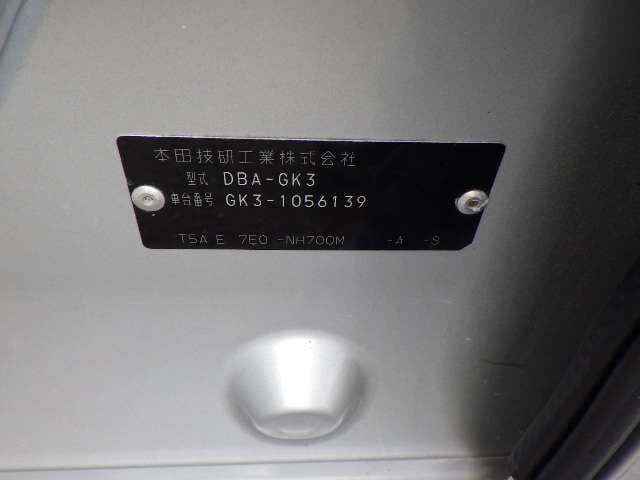 本田技研工業株式会社
型式 DBA-GK3
車台番号 GK3-1056139
T5A E 7E0 -NH700M -A -S